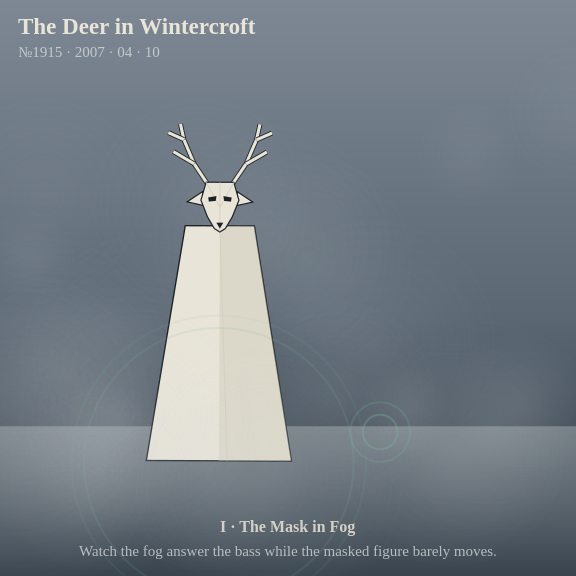 The Deer in Wintercroft
№1915 · 2007 · 04 · 10
I · The Mask in Fog
Watch the fog answer the bass while the masked figure barely moves.